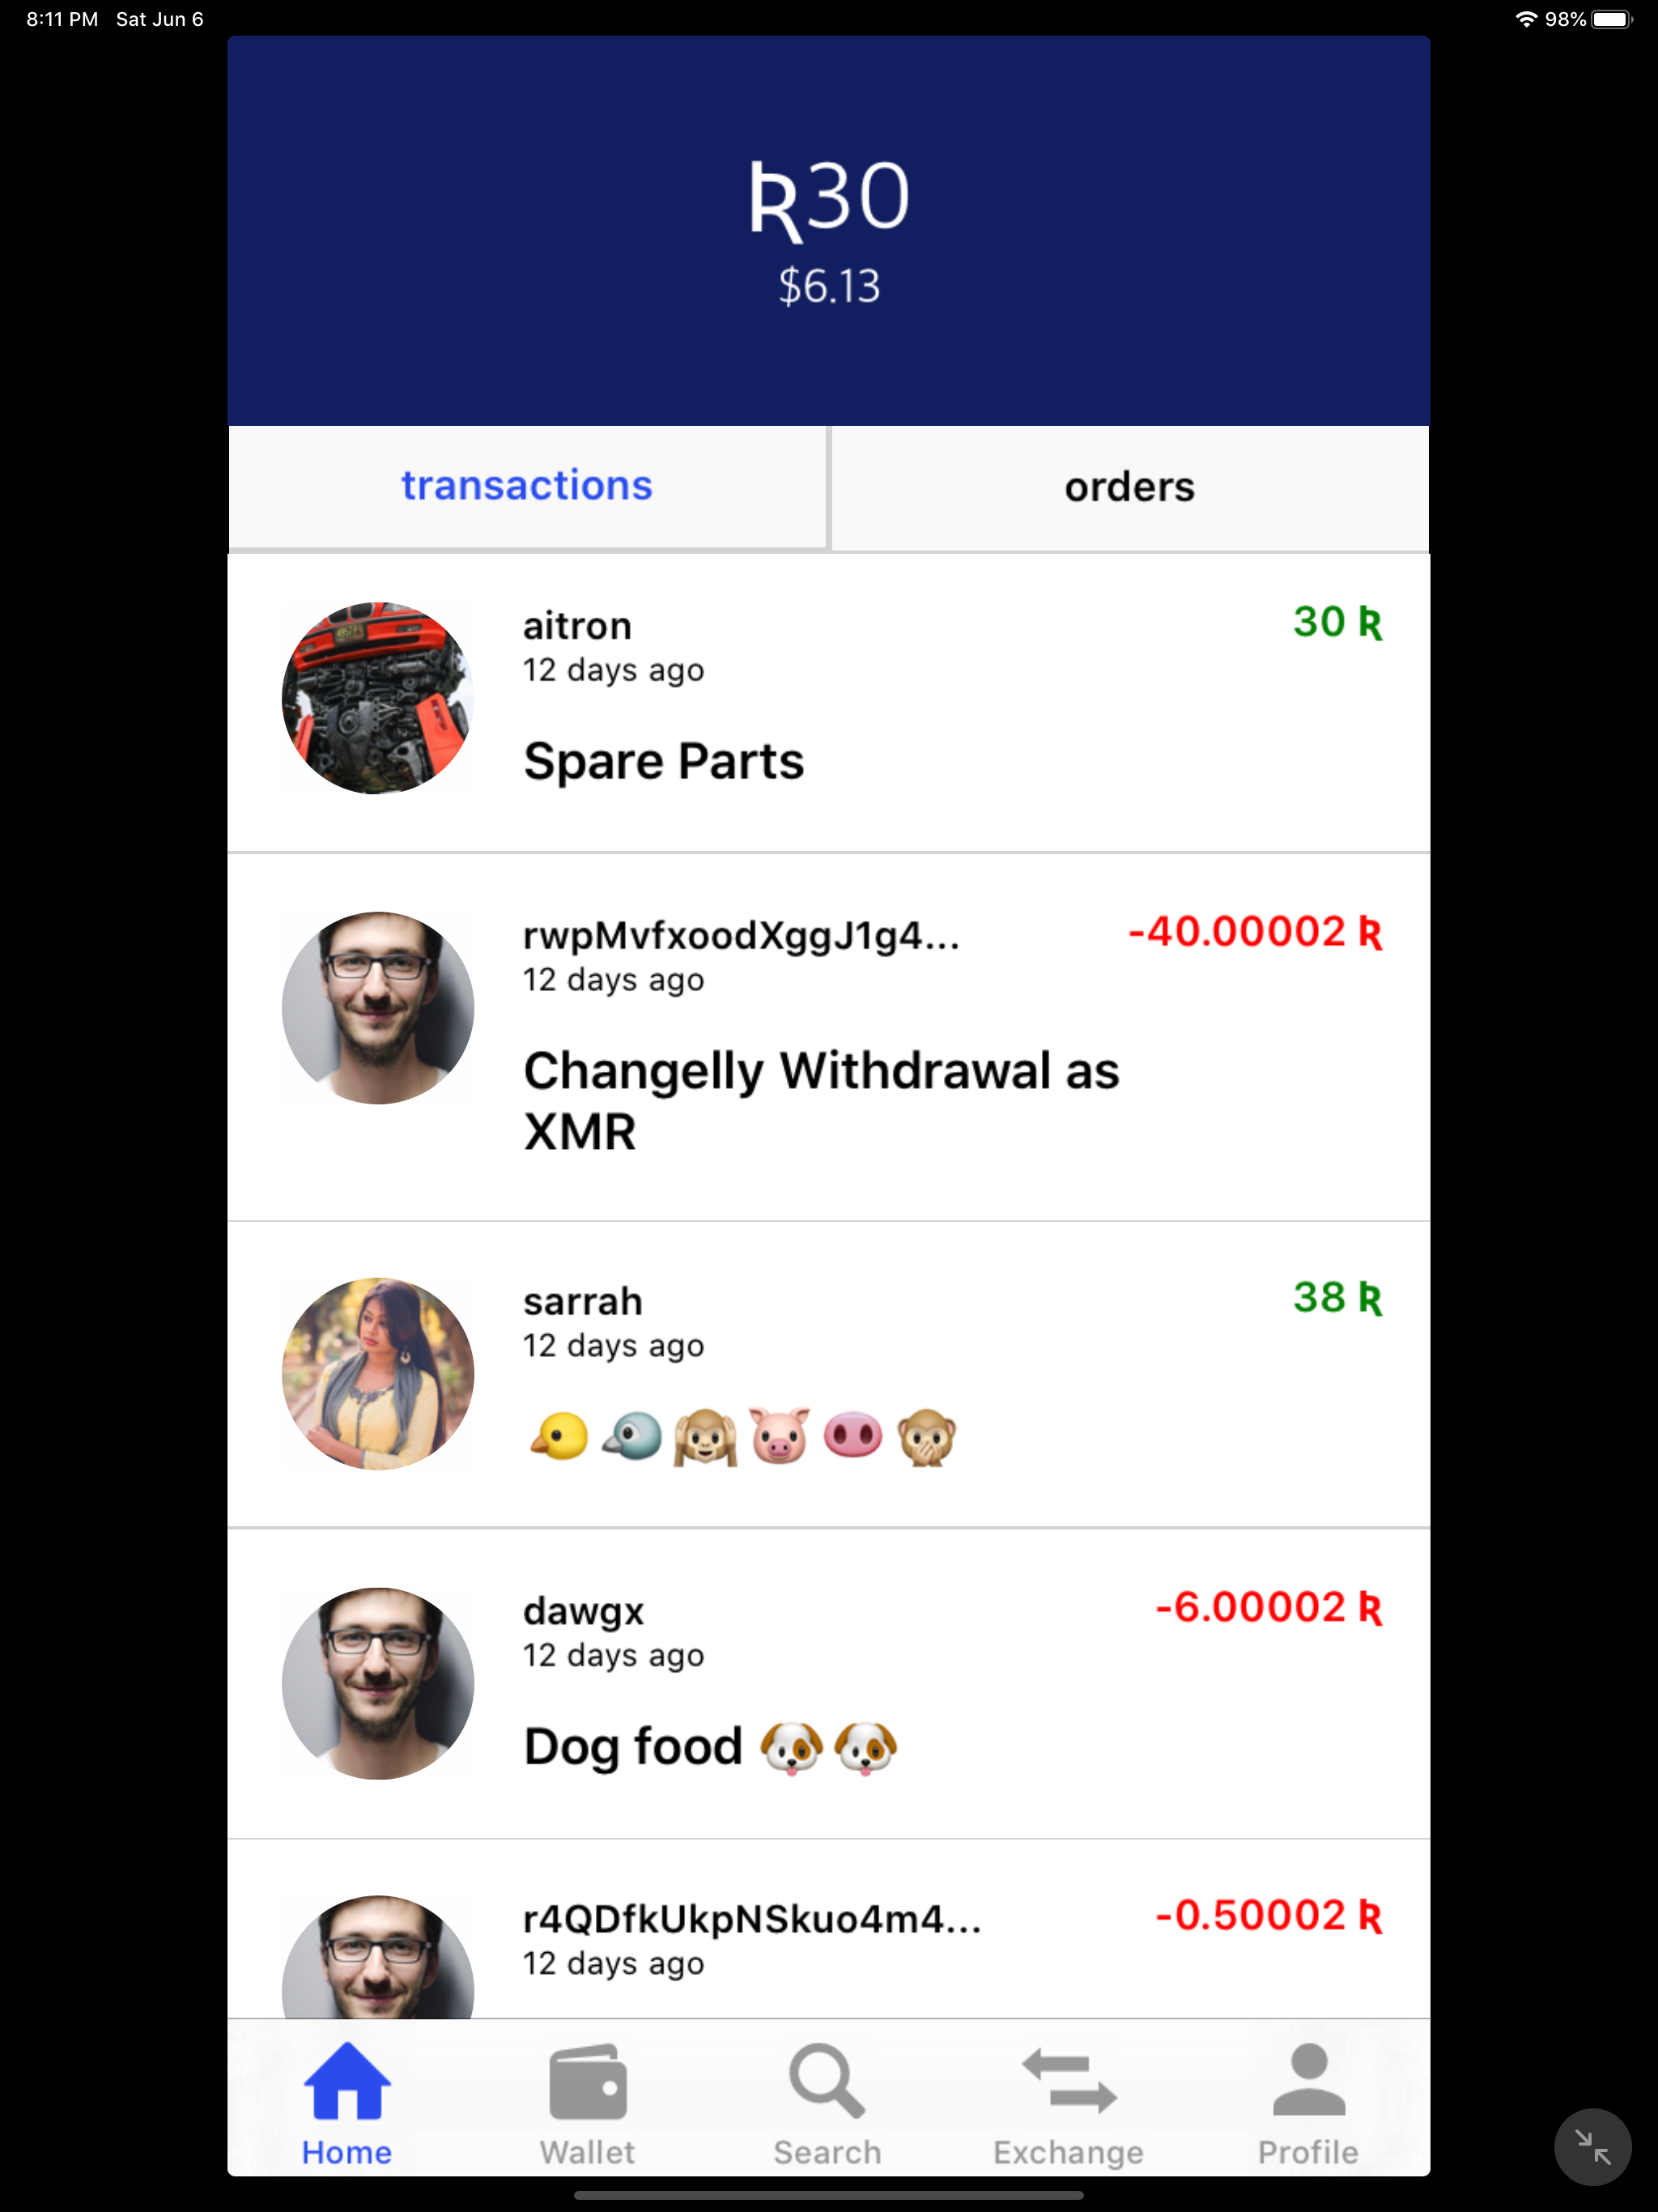 8:11 PM Sat Jun 6 98%
Ʀ30
$6.13
transactions orders
aitron 30 Ʀ
12 days ago
Spare Parts
rwpMvfxoodXggJ1g4... -40.00002 Ʀ
12 days ago
Changelly Withdrawal as
XMR
sarrah 38 Ʀ
12 days ago
🐤🐦🙉🐷🐽🙊
dawgx -6.00002 Ʀ
12 days ago
Dog food 🐶🐶
r4QDfkUkpNSkuo4m4... -0.50002 Ʀ
12 days ago
Home Wallet Search Exchange Profile